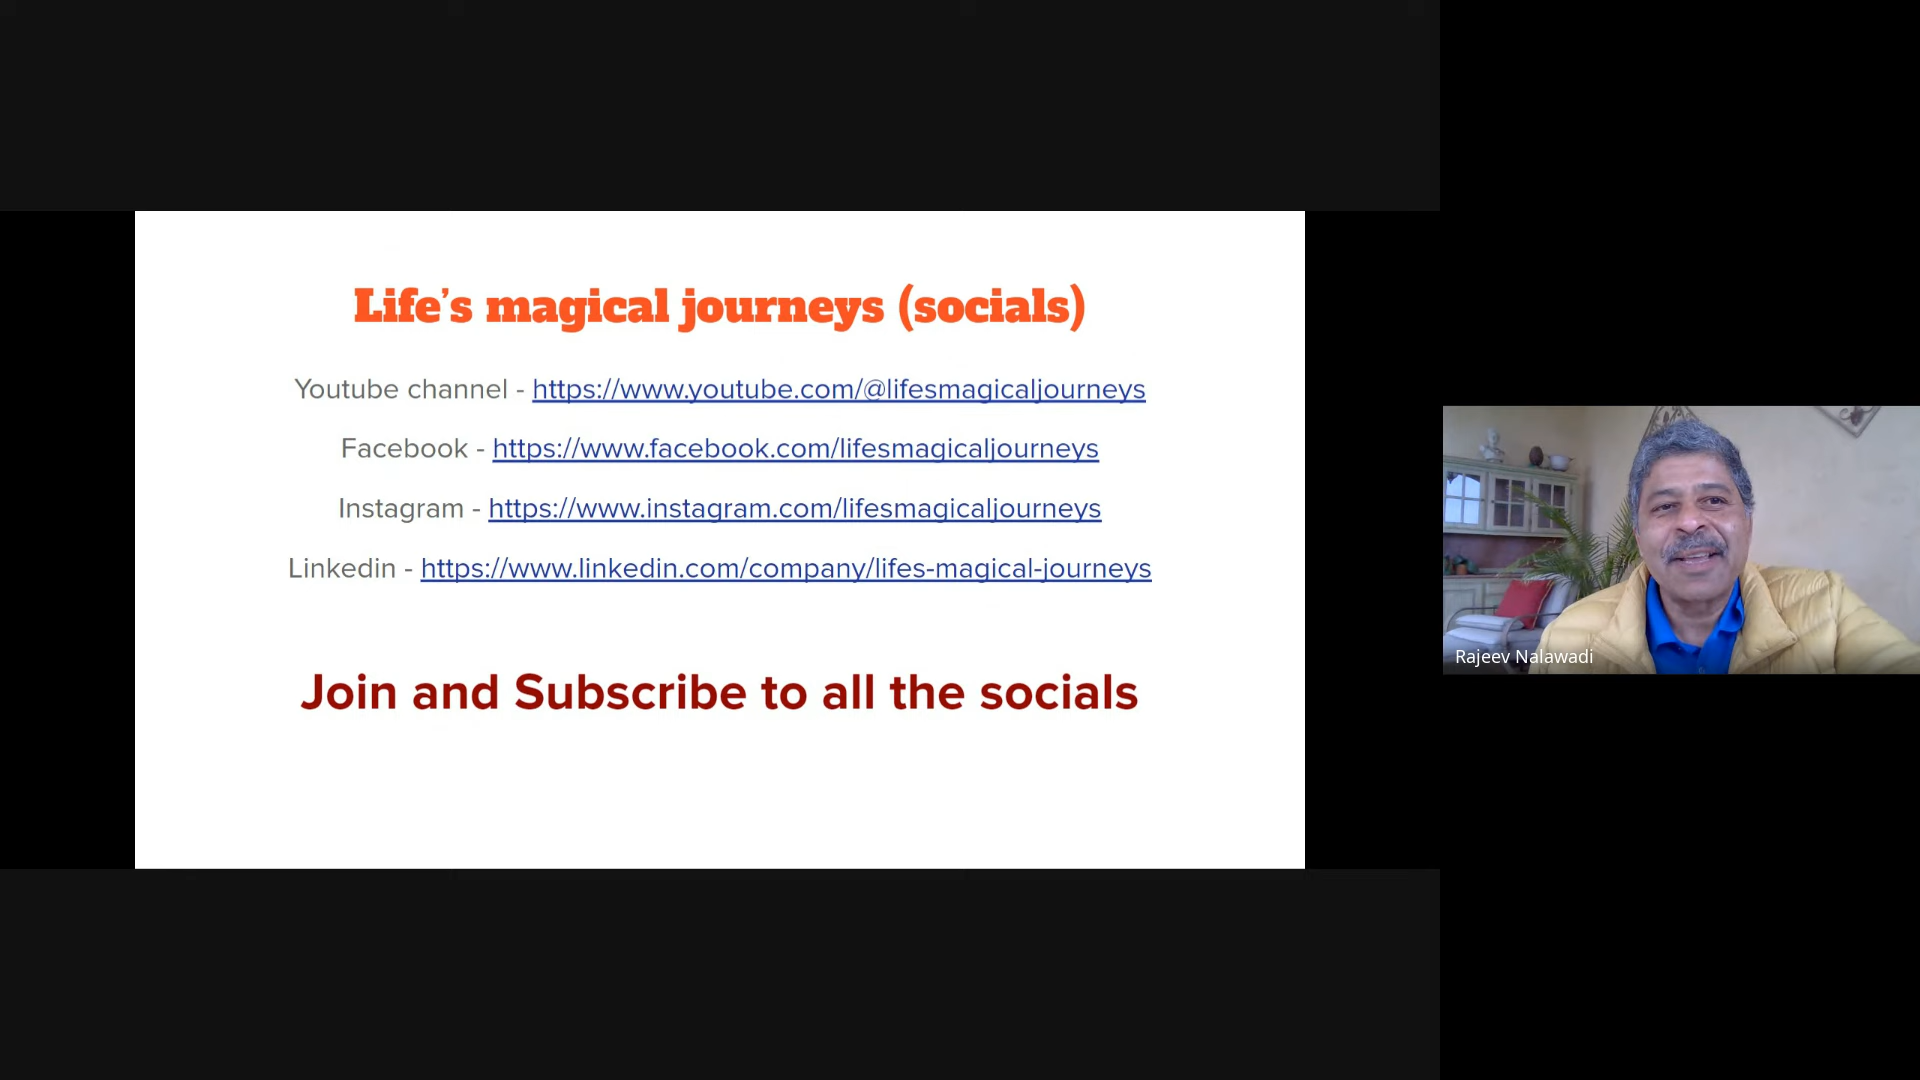 Life's magical journeys (socials)
Youtube channel - https://www.youtube.com/@lifesmagicaljourneys
Facebook - https://www.facebook.com/lifesmagicaljourneys
Instagram - https://www.instagram.com/lifesmagicaljourneys
Linkedin - https://www.linkedin.com/company/lifes-magical-journeys
Join and Subscribe to all the socials
Rajeev Nalawadi